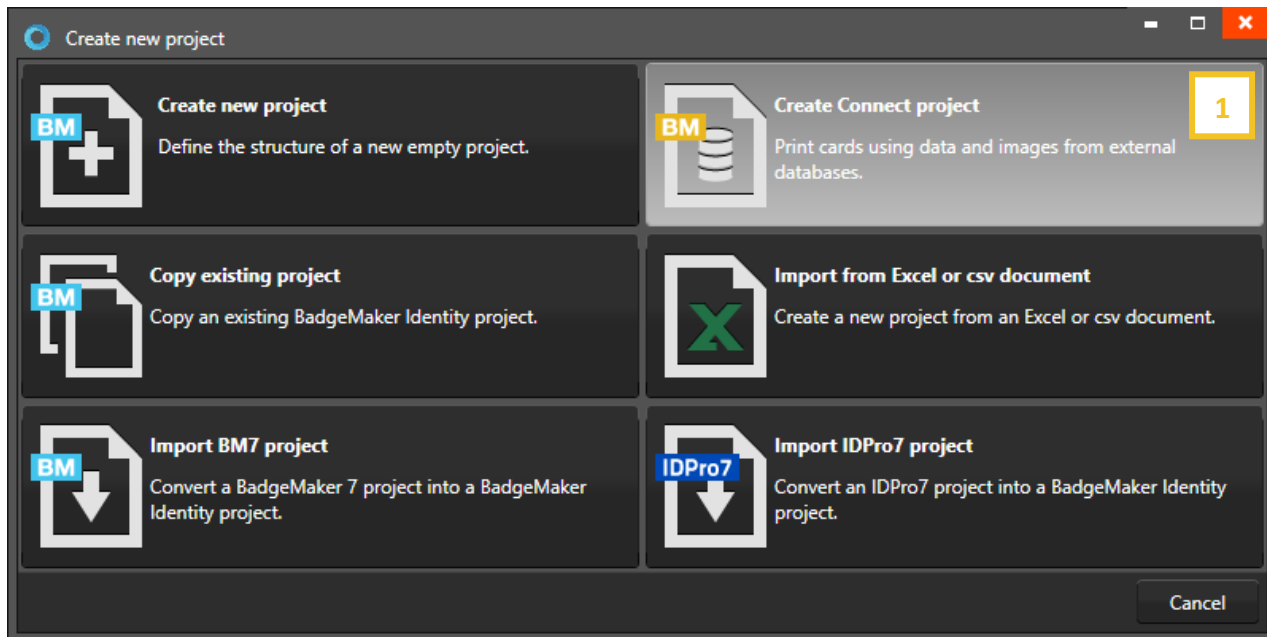 Create new project
BM
Create new project
Define the structure of a new empty project.
BM
Create Connect project
Print cards using data and images from external
databases.
1
BM
Copy existing project
Copy an existing BadgeMaker Identity project.
Import from Excel or csv document
Create a new project from an Excel or csv document.
BM
Import BM7 project
Convert a BadgeMaker 7 project into a BadgeMaker
Identity project.
IDPro7
Import IDPro7 project
Convert an IDPro7 project into a BadgeMaker Identity
project.
Cancel